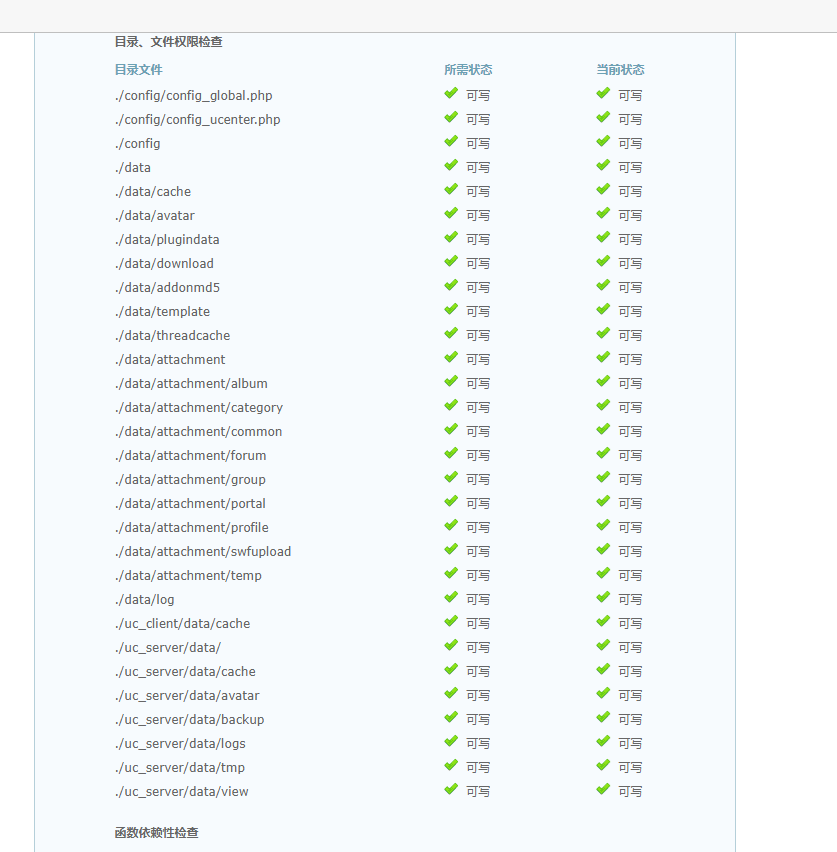 目录、文件权限检查
目录文件 所需状态 当前状态
./config/config_global.php 可写 可写
./config/config_ucenter.php 可写 可写
./config 可写 可写
./data 可写 可写
./data/cache 可写 可写
./data/avatar 可写 可写
./data/plugindata 可写 可写
./data/download 可写 可写
./data/addonmd5 可写 可写
./data/template 可写 可写
./data/threadcache 可写 可写
./data/attachment 可写 可写
./data/attachment/album 可写 可写
./data/attachment/category 可写 可写
./data/attachment/common 可写 可写
./data/attachment/forum 可写 可写
./data/attachment/group 可写 可写
./data/attachment/portal 可写 可写
./data/attachment/profile 可写 可写
./data/attachment/swfupload 可写 可写
./data/attachment/temp 可写 可写
./data/log 可写 可写
./uc_client/data/cache 可写 可写
./uc_server/data/ 可写 可写
./uc_server/data/cache 可写 可写
./uc_server/data/avatar 可写 可写
./uc_server/data/backup 可写 可写
./uc_server/data/logs 可写 可写
./uc_server/data/tmp 可写 可写
./uc_server/data/view 可写 可写
函数依赖性检查